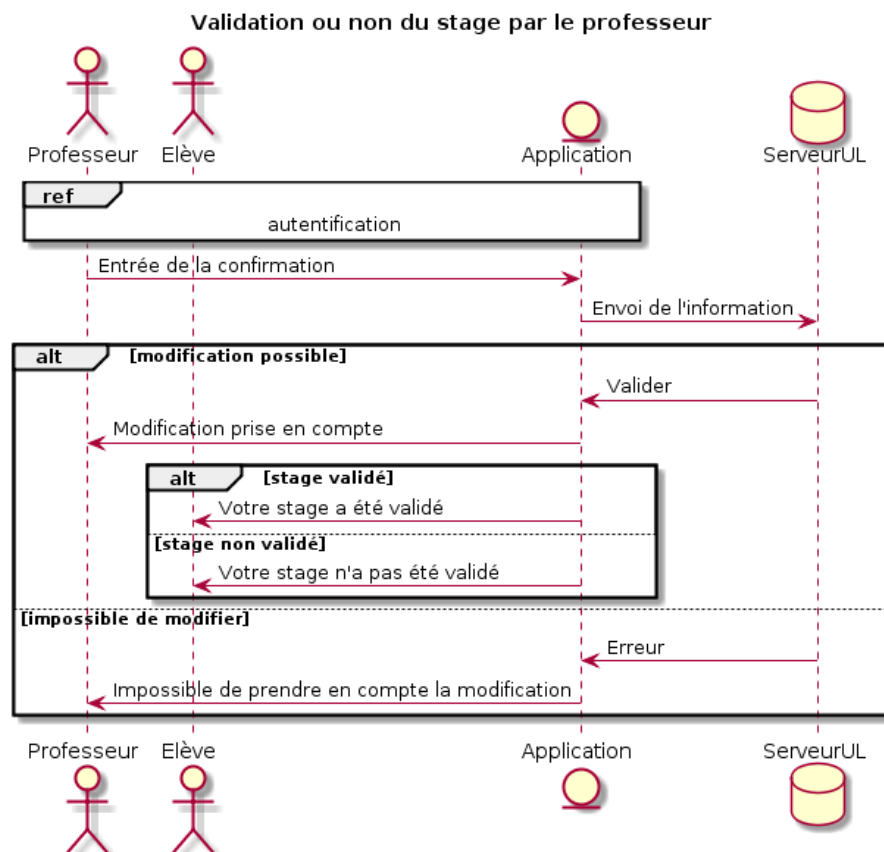 Validation ou non du stage par le professeur
Professeur Elève Application ServeurUL
ref
autentification
Entrée de la confirmation
Envoi de l'information
alt [modification possible]
Valider
Modification prise en compte
alt [stage validé]
Votre stage a été validé
[stage non validé]
Votre stage n'a pas été validé
[impossible de modifier]
Erreur
Impossible de prendre en compte la modification
Professeur Elève Application ServeurUL